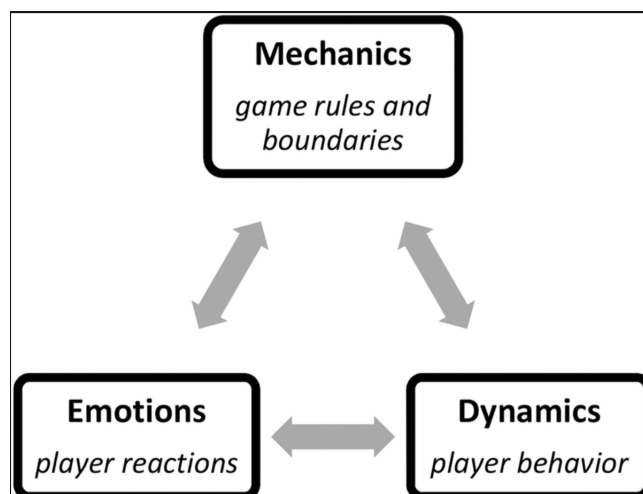 Mechanics
game rules and
boundaries
Emotions
player reactions
Dynamics
player behavior